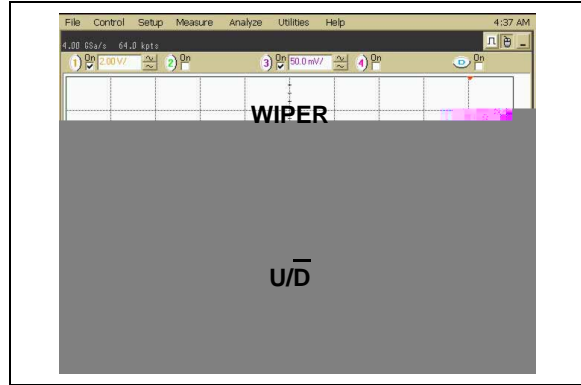 File Control Setup Measure Analyze Utilities Help 4:37 AM
4.00 GSa/s 64.0 kpts
1 On 2.00 V/ 2 On 3 On 50.0 mV/ 4 On D On
WIPER
U/D̅